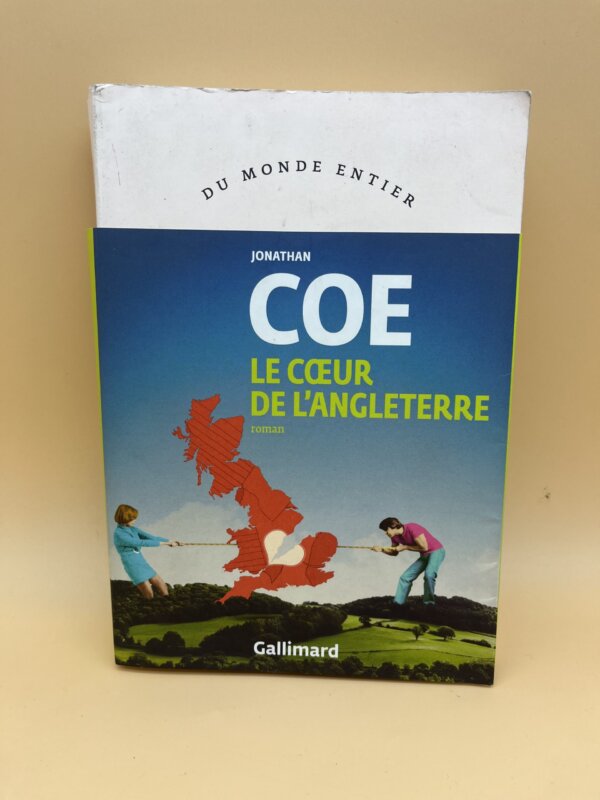 DU MONDE ENTIER
JONATHAN
COE
LE CŒUR
DE L'ANGLETERRE
roman
Gallimard